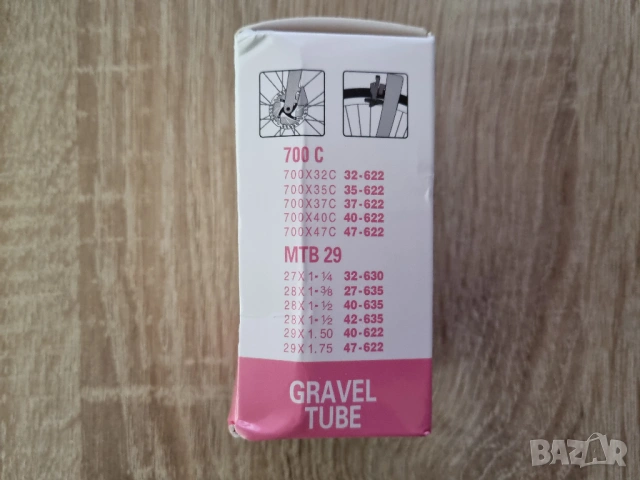 700 C
700X32C 32-622
700X35C 35-622
700X37C 37-622
700X40C 40-622
700X47C 47-622
MTB 29
27X1-¼ 32-630
28X1-⅜ 27-635
28X1-½ 40-635
28X1-½ 42-635
29X1.50 40-622
29X1.75 47-622
GRAVEL
TUBE
BAZAR